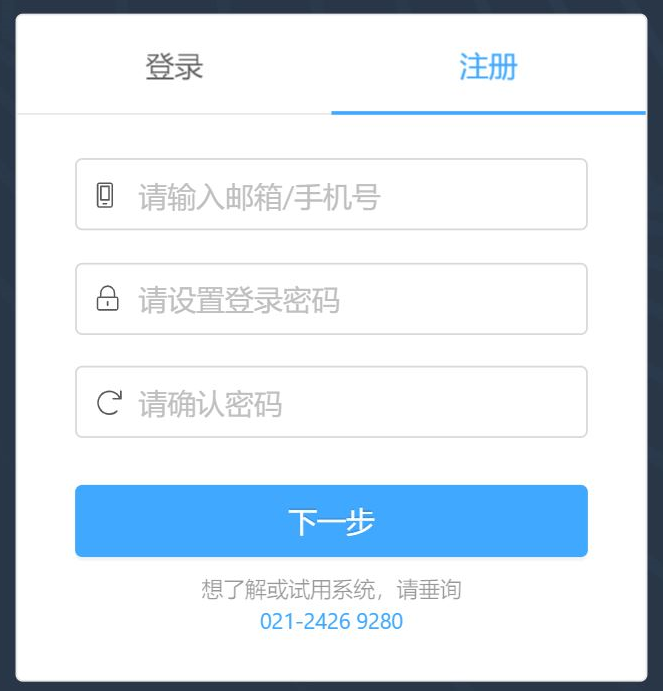 登录
注册
请输入邮箱/手机号
请设置登录密码
请确认密码
下一步
想了解或试用系统，请垂询
021-2426 9280